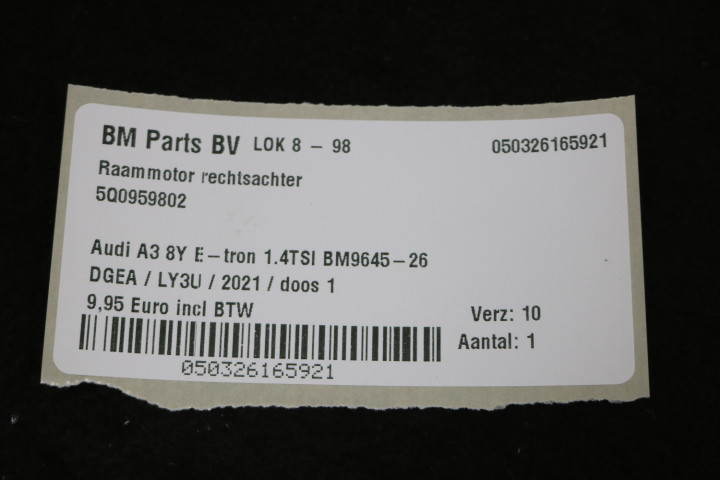 BM Parts BV LOK 8 - 98 050326165921
Raammotor rechtsachter
5Q0959802
Audi A3 8Y E-tron 1.4TSI BM9645-26
DGEA / LY3U / 2021 / doos 1
9,95 Euro incl BTW Verz: 10
Aantal: 1
050326165921